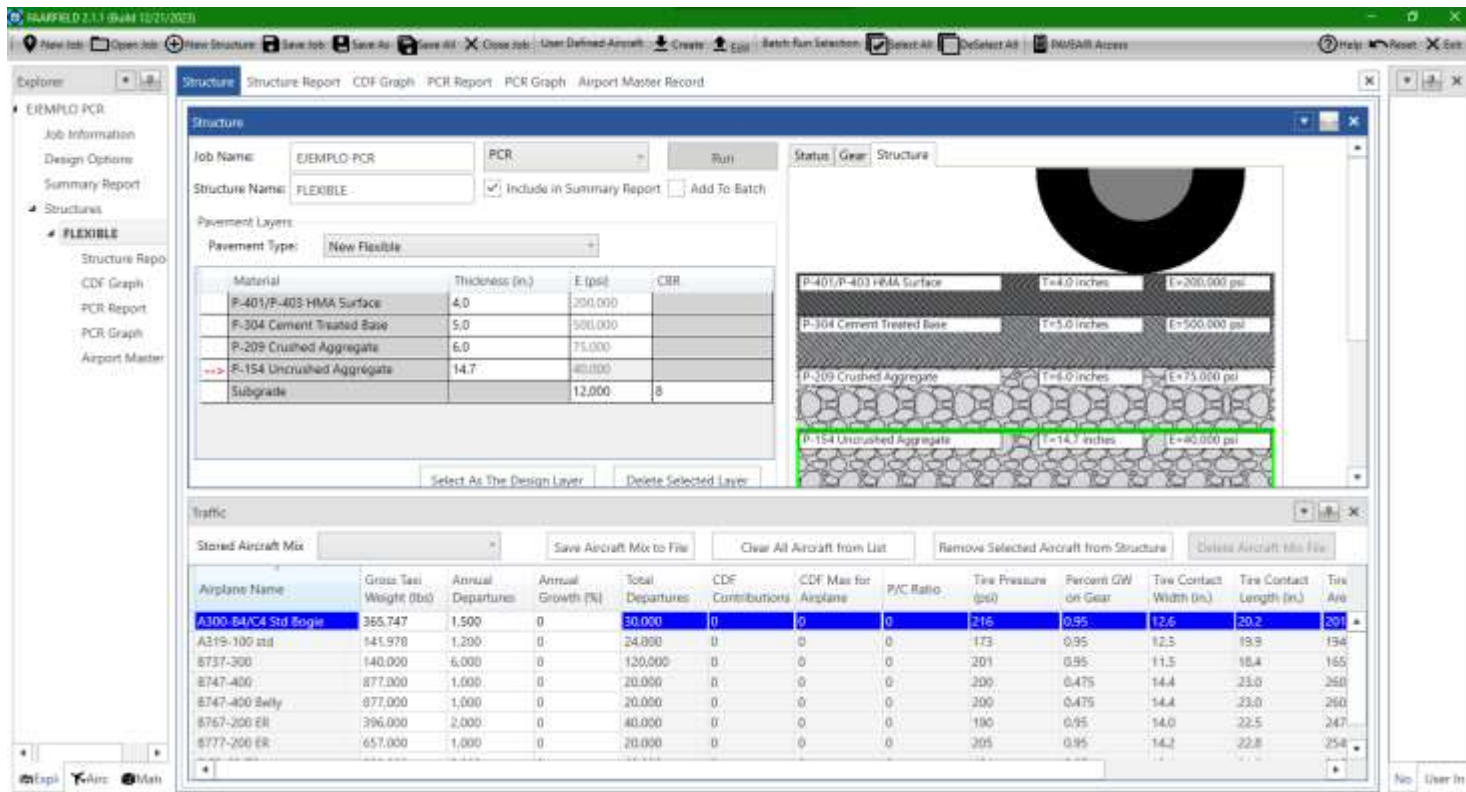 FAARFIELD 2.1.1 (Build 12/21/2023)
New Job Open Job New Structure Save Job Save As Save All Close Job User Defined Aircraft Create Edit Batch Run Selection Select All DeSelect All PAVEAIR Access Help Reset Exit
Explorer
EJEMPLO PCR
Job Information
Design Options
Summary Report
Structures
FLEXIBLE
Structure Repo
CDF Graph
PCR Report
PCR Graph
Airport Master
Structure Structure Report CDF Graph PCR Report PCR Graph Airport Master Record
Structure
Job Name: EJEMPLO PCR PCR Run
Structure Name: FLEXIBLE Include in Summary Report Add To Batch
Pavement Layers
Pavement Type: New Flexible
Material Thickness (in.) E (psi) CBR
P-401/P-403 HMA Surface 4.0 200,000
P-304 Cement Treated Base 5.0 500,000
P-209 Crushed Aggregate 6.0 75,000
--> P-154 Uncrushed Aggregate 14.7 40,000
Subgrade 12,000 8
Select As The Design Layer Delete Selected Layer
Status Gear Structure
P-401/P-403 HMA Surface T=4.0 inches E=200,000 psi
P-304 Cement Treated Base T=5.0 inches E=500,000 psi
P-209 Crushed Aggregate T=6.0 inches E=75,000 psi
P-154 Uncrushed Aggregate T=14.7 inches E=40,000 psi
Traffic
Stored Aircraft Mix Save Aircraft Mix to File Clear All Aircraft from List Remove Selected Aircraft from Structure Delete Aircraft Mix File
Airplane Name Gross Taxi Weight (lbs) Annual Departures Annual Growth (%) Total Departures CDF Contributions CDF Max for Airplane P/C Ratio Tire Pressure (psi) Percent GW on Gear Tire Contact Width (in.) Tire Contact Length (in.) Tire Are
A300-B4/C4 Std Bogie 365,747 1,500 0 30,000 0 0 0 216 0.95 12.6 20.2 201
A319-100 std 141,978 1,200 0 24,000 0 0 0 173 0.95 12.5 19.9 194
B737-300 140,000 6,000 0 120,000 0 0 0 201 0.95 11.5 18.4 165
B747-400 877,000 1,000 0 20,000 0 0 0 200 0.475 14.4 23.0 260
B747-400 Belly 877,000 1,000 0 20,000 0 0 0 200 0.475 14.4 23.0 260
B767-200 ER 396,000 2,000 0 40,000 0 0 0 190 0.95 14.0 22.5 247
B777-200 ER 657,000 1,000 0 20,000 0 0 0 205 0.95 14.2 22.8 254
Expl Airc Mate
No User In